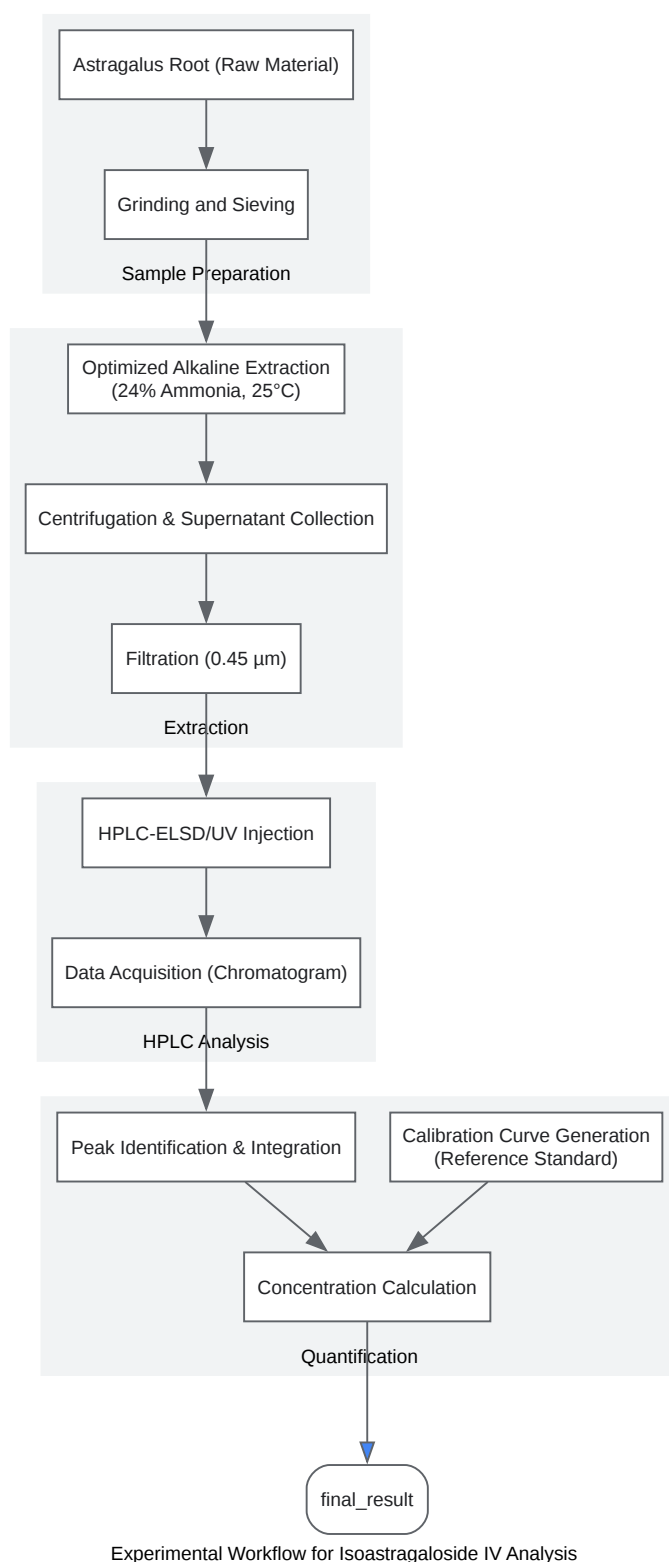 Astragalus Root (Raw Material)
Grinding and Sieving
Sample Preparation
Optimized Alkaline Extraction
(24% Ammonia, 25°C)
Centrifugation & Supernatant Collection
Filtration (0.45 µm)
Extraction
HPLC-ELSD/UV Injection
Data Acquisition (Chromatogram)
HPLC Analysis
Peak Identification & Integration
Calibration Curve Generation
(Reference Standard)
Concentration Calculation
Quantification
final_result
Experimental Workflow for Isoastragaloside IV Analysis